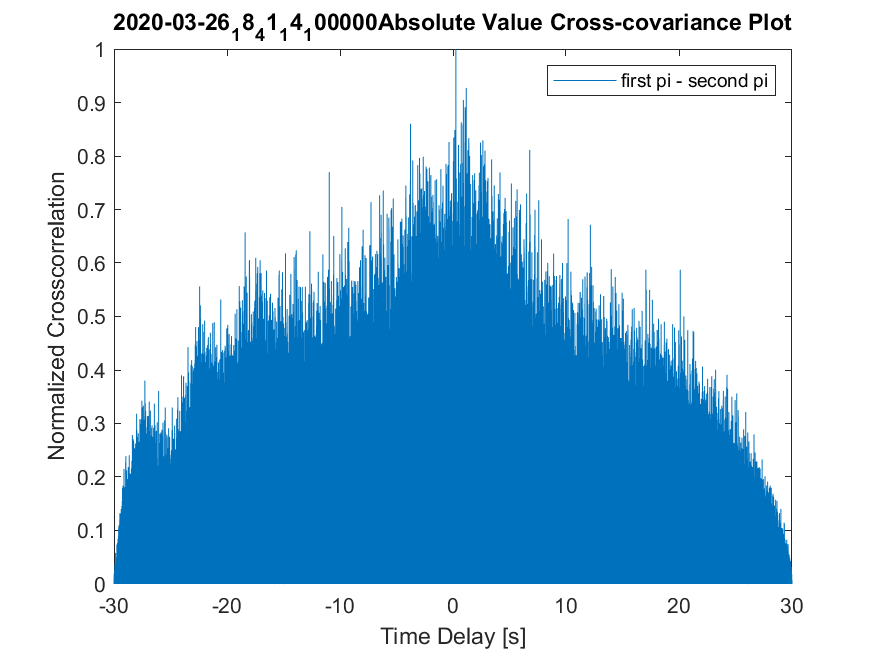 2020-03-26₁8₄1₁4₁00000Absolute Value Cross-covariance Plot
first pi - second pi
1
0.9
0.8
0.7
0.6
0.5
0.4
0.3
0.2
0.1
0
Normalized Crosscorrelation
-30 -20 -10 0 10 20 30
Time Delay [s]